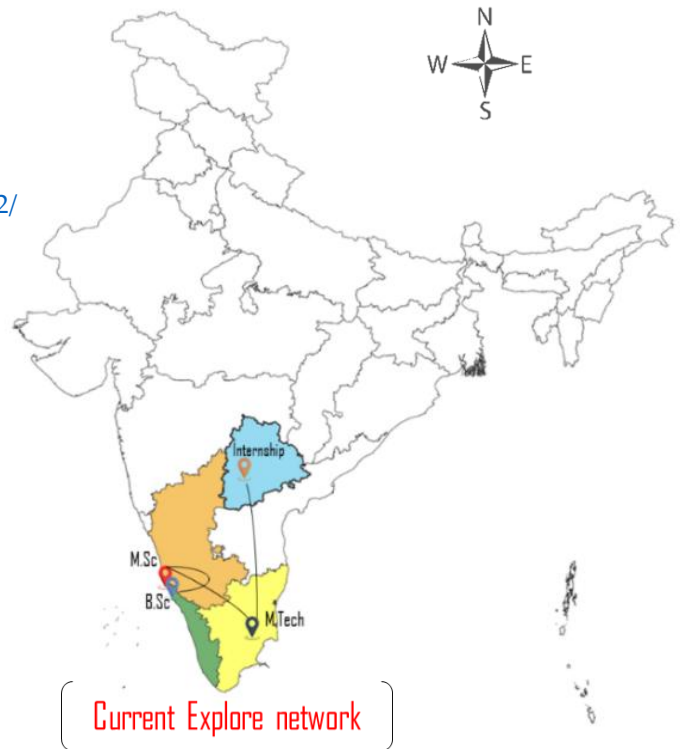 N
W E
S
2/
Internship
M.Sc
B.Sc
M.Tech
Current Explore network